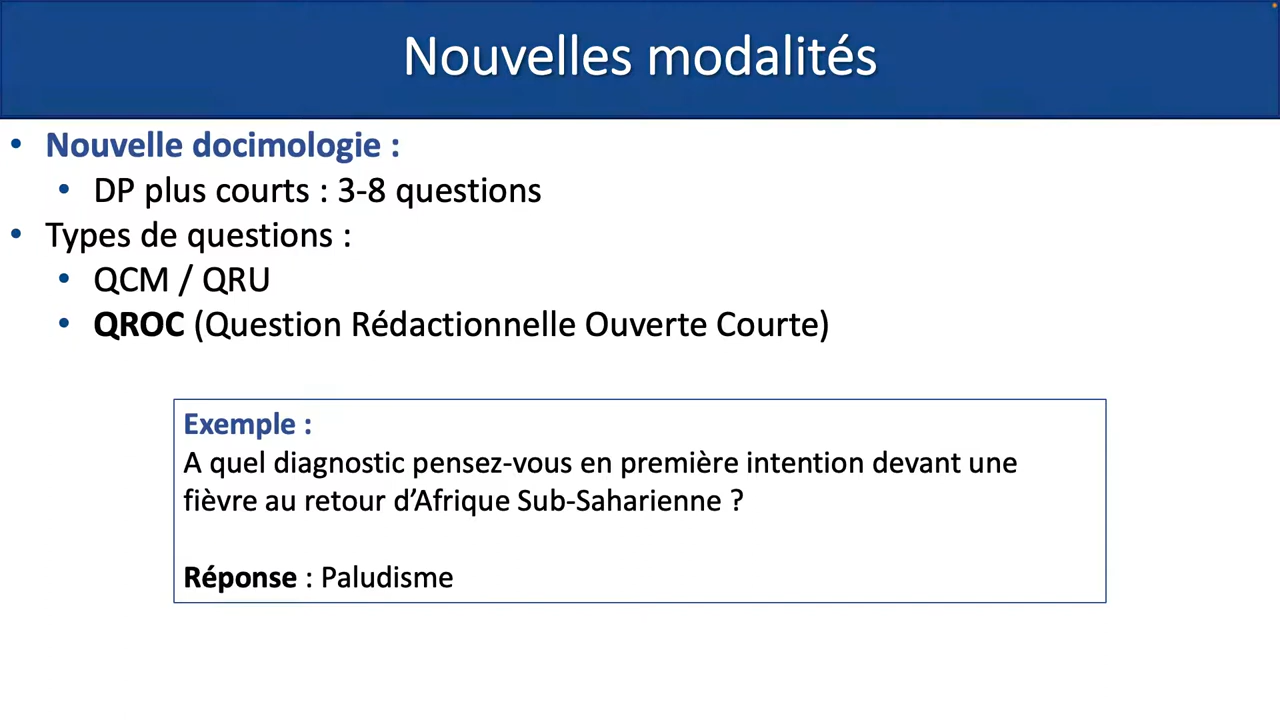 Nouvelles modalités
• Nouvelle docimologie :
• DP plus courts : 3-8 questions
• Types de questions :
• QCM / QRU
• QROC (Question Rédactionnelle Ouverte Courte)
Exemple :
A quel diagnostic pensez-vous en première intention devant une
fièvre au retour d’Afrique Sub-Saharienne ?
Réponse : Paludisme